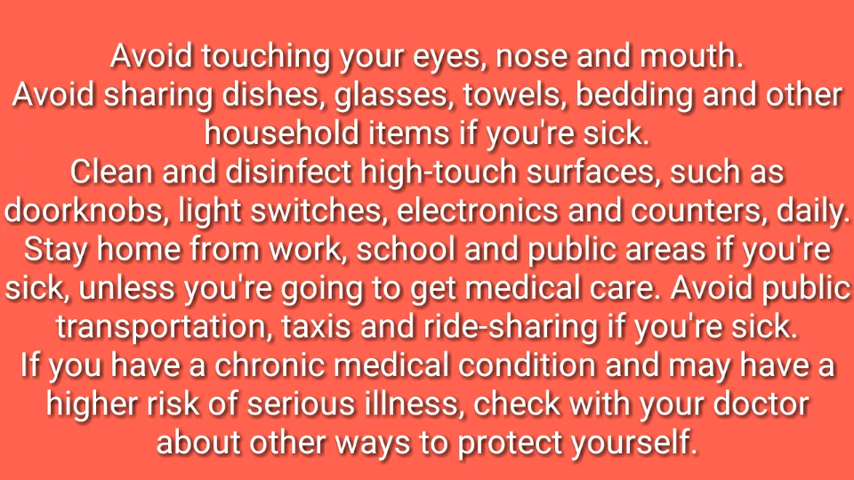 Avoid touching your eyes, nose and mouth.
Avoid sharing dishes, glasses, towels, bedding and other
household items if you're sick.
Clean and disinfect high-touch surfaces, such as
doorknobs, light switches, electronics and counters, daily.
Stay home from work, school and public areas if you're
sick, unless you're going to get medical care. Avoid public
transportation, taxis and ride-sharing if you're sick.
If you have a chronic medical condition and may have a
higher risk of serious illness, check with your doctor
about other ways to protect yourself.